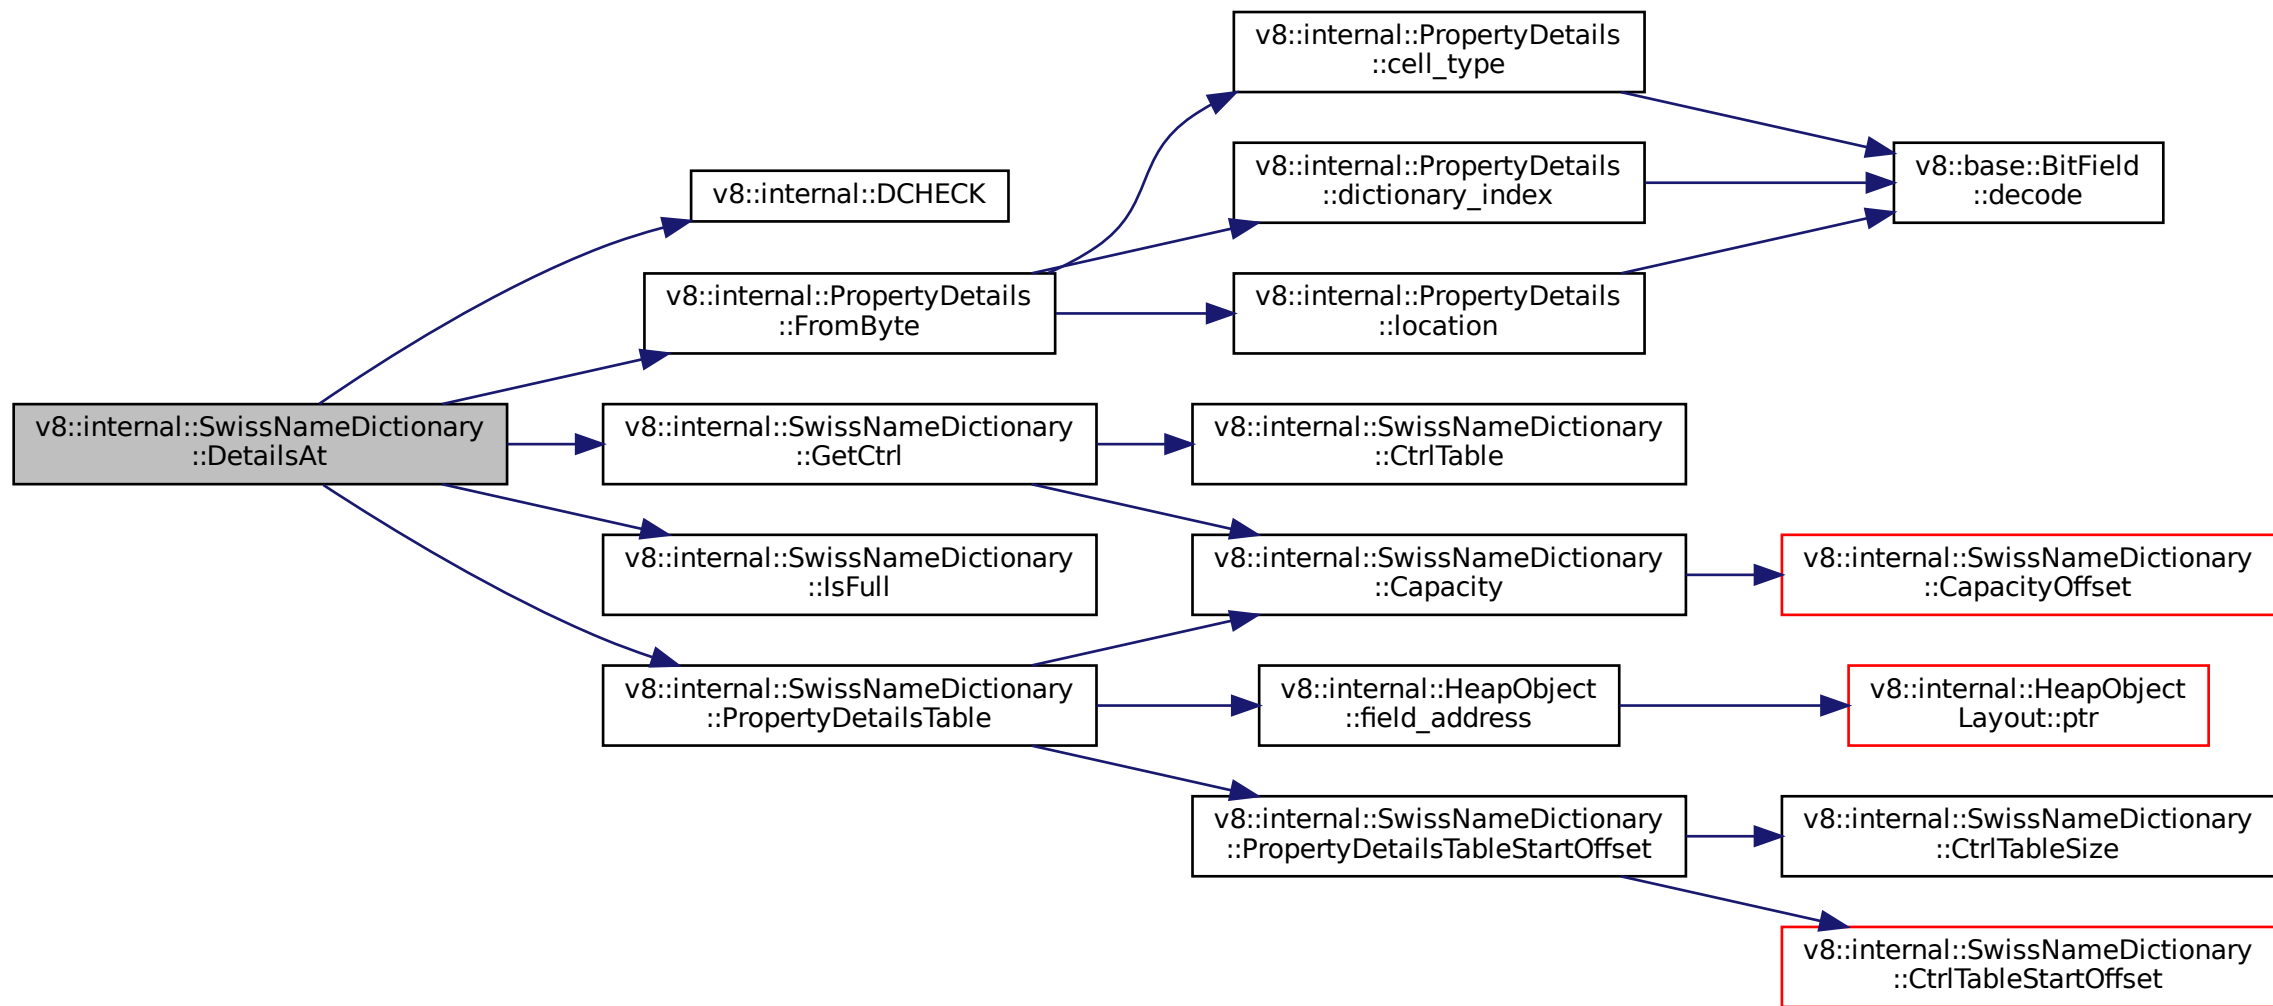 v8::internal::SwissNameDictionary
::DetailsAt
v8::internal::DCHECK
v8::internal::PropertyDetails
::FromByte
v8::internal::SwissNameDictionary
::GetCtrl
v8::internal::SwissNameDictionary
::IsFull
v8::internal::SwissNameDictionary
::PropertyDetailsTable
v8::internal::PropertyDetails
::cell_type
v8::internal::PropertyDetails
::dictionary_index
v8::internal::PropertyDetails
::location
v8::internal::SwissNameDictionary
::CtrlTable
v8::internal::SwissNameDictionary
::Capacity
v8::internal::HeapObject
::field_address
v8::internal::SwissNameDictionary
::PropertyDetailsTableStartOffset
v8::base::BitField
::decode
v8::internal::SwissNameDictionary
::CapacityOffset
v8::internal::HeapObject
Layout::ptr
v8::internal::SwissNameDictionary
::CtrlTableSize
v8::internal::SwissNameDictionary
::CtrlTableStartOffset